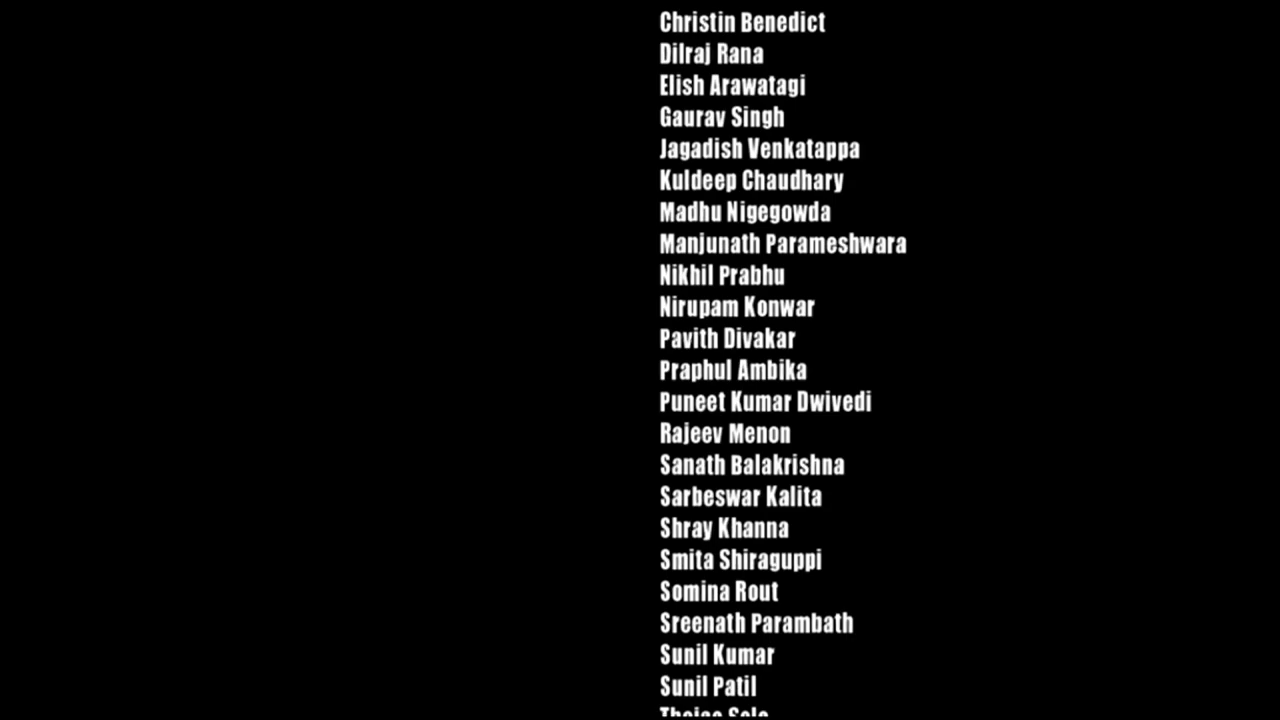 Christin Benedict
Dilraj Rana
Elish Arawatagi
Gaurav Singh
Jagadish Venkatappa
Kuldeep Chaudhary
Madhu Nigegowda
Manjunath Parameshwara
Nikhil Prabhu
Nirupam Konwar
Pavith Divakar
Praphul Ambika
Puneet Kumar Dwivedi
Rajeev Menon
Sanath Balakrishna
Sarbeswar Kalita
Shray Khanna
Smita Shiraguppi
Somina Rout
Sreenath Parambath
Sunil Kumar
Sunil Patil